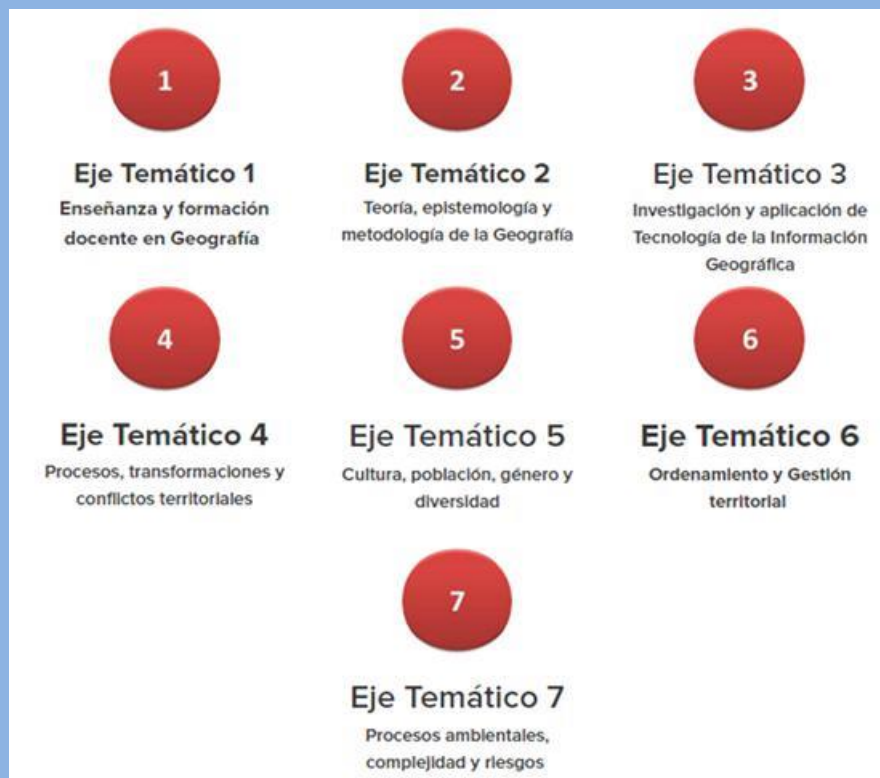 1
Eje Temático 1
Enseñanza y formación
docente en Geografía
2
Eje Temático 2
Teoría, epistemología y
metodología de la Geografía
3
Eje Temático 3
Investigación y aplicación de
Tecnología de la Información
Geográfica
4
Eje Temático 4
Procesos, transformaciones y
conflictos territoriales
5
Eje Temático 5
Cultura, población, género y
diversidad
6
Eje Temático 6
Ordenamiento y Gestión
territorial
7
Eje Temático 7
Procesos ambientales,
complejidad y riesgos